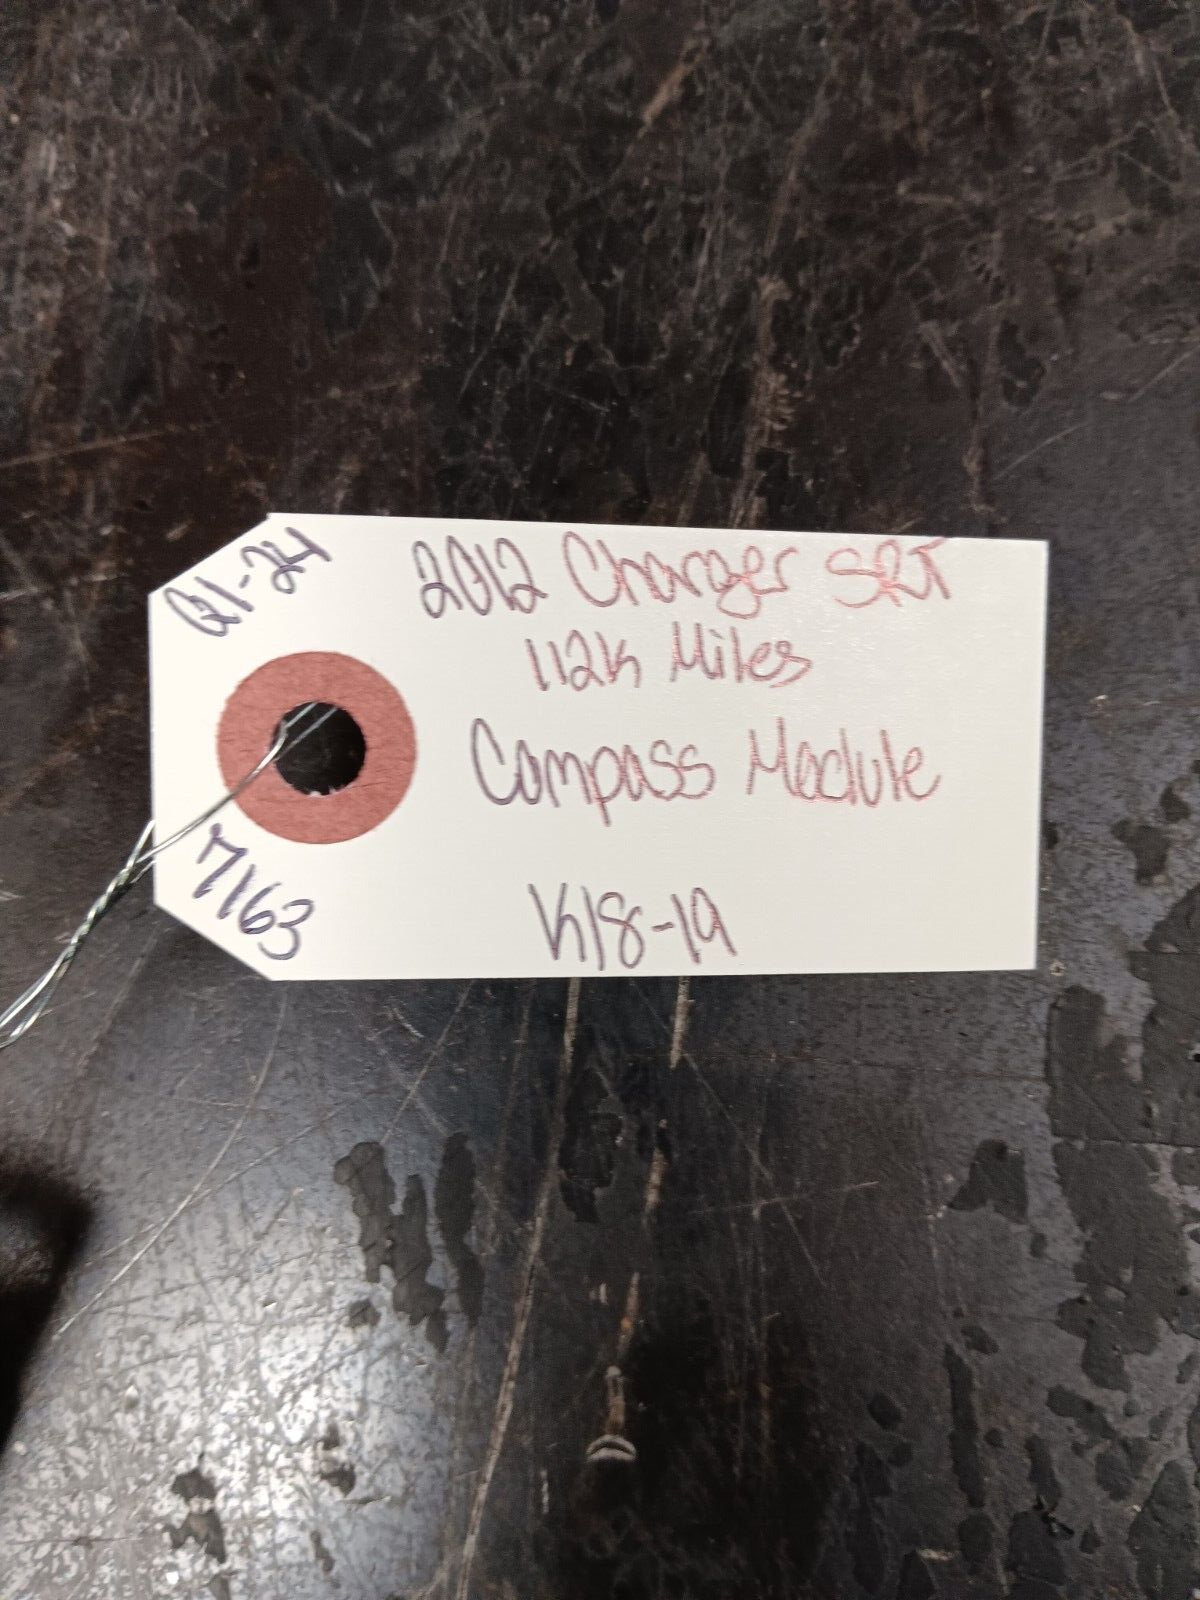 Q1-24
2012 Charger SRT
112K Miles
Compass Module
7163
K18-19